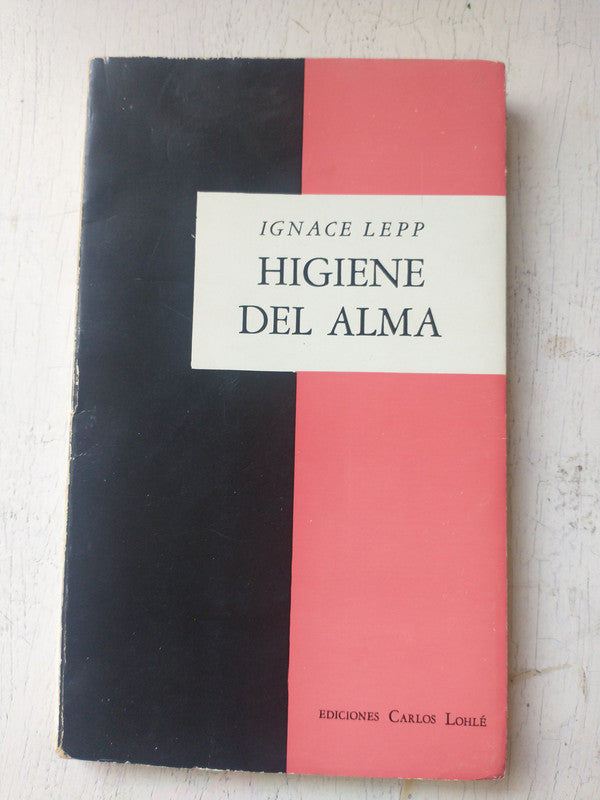 IGNACE LEPP
HIGIENE
DEL ALMA
EDICIONES CARLOS LOHLÉ